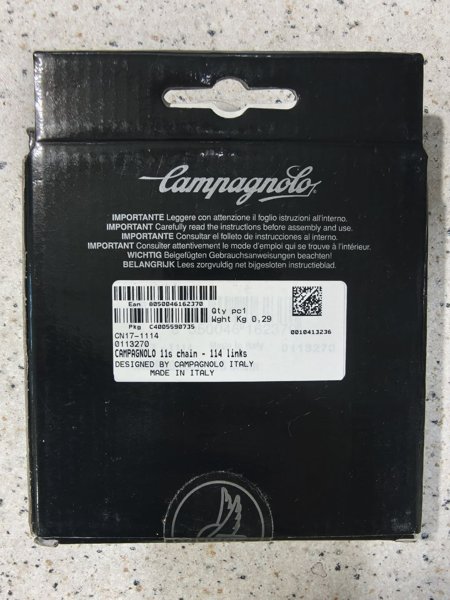 Campagnolo
IMPORTANTE Leggere con attenzione il foglio istruzioni all'interno.
IMPORTANT Carefully read the instructions before assembly and use.
IMPORTANTE Consultar el folleto de instrucciones al interno.
IMPORTANT Consulter attentivement le mode d'emploi qui se trouve à l'intérieur.
WICHTIG Beigefügten Gebrauchsanweisungen beachten!
BELANGRIJK Lees zorgvuldig net bijgesloten instructieblad.
Ean 8050046162370
Qty pc1
Wght Kg 0.29
Pkg C4005590735
0010413236
CN17-1114
0113270
CAMPAGNOLO 11s chain - 114 links
DESIGNED BY CAMPAGNOLO ITALY
MADE IN ITALY